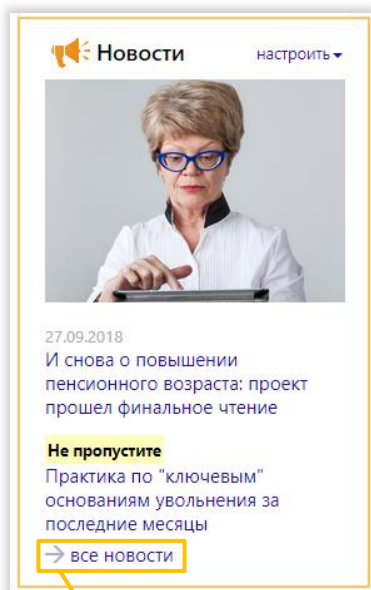 Новости
настроить
27.09.2018
И снова о повышении
пенсионного возраста: проект
прошел финальное чтение
Не пропустите
Практика по "ключевым"
основаниям увольнения за
последние месяцы
все новости